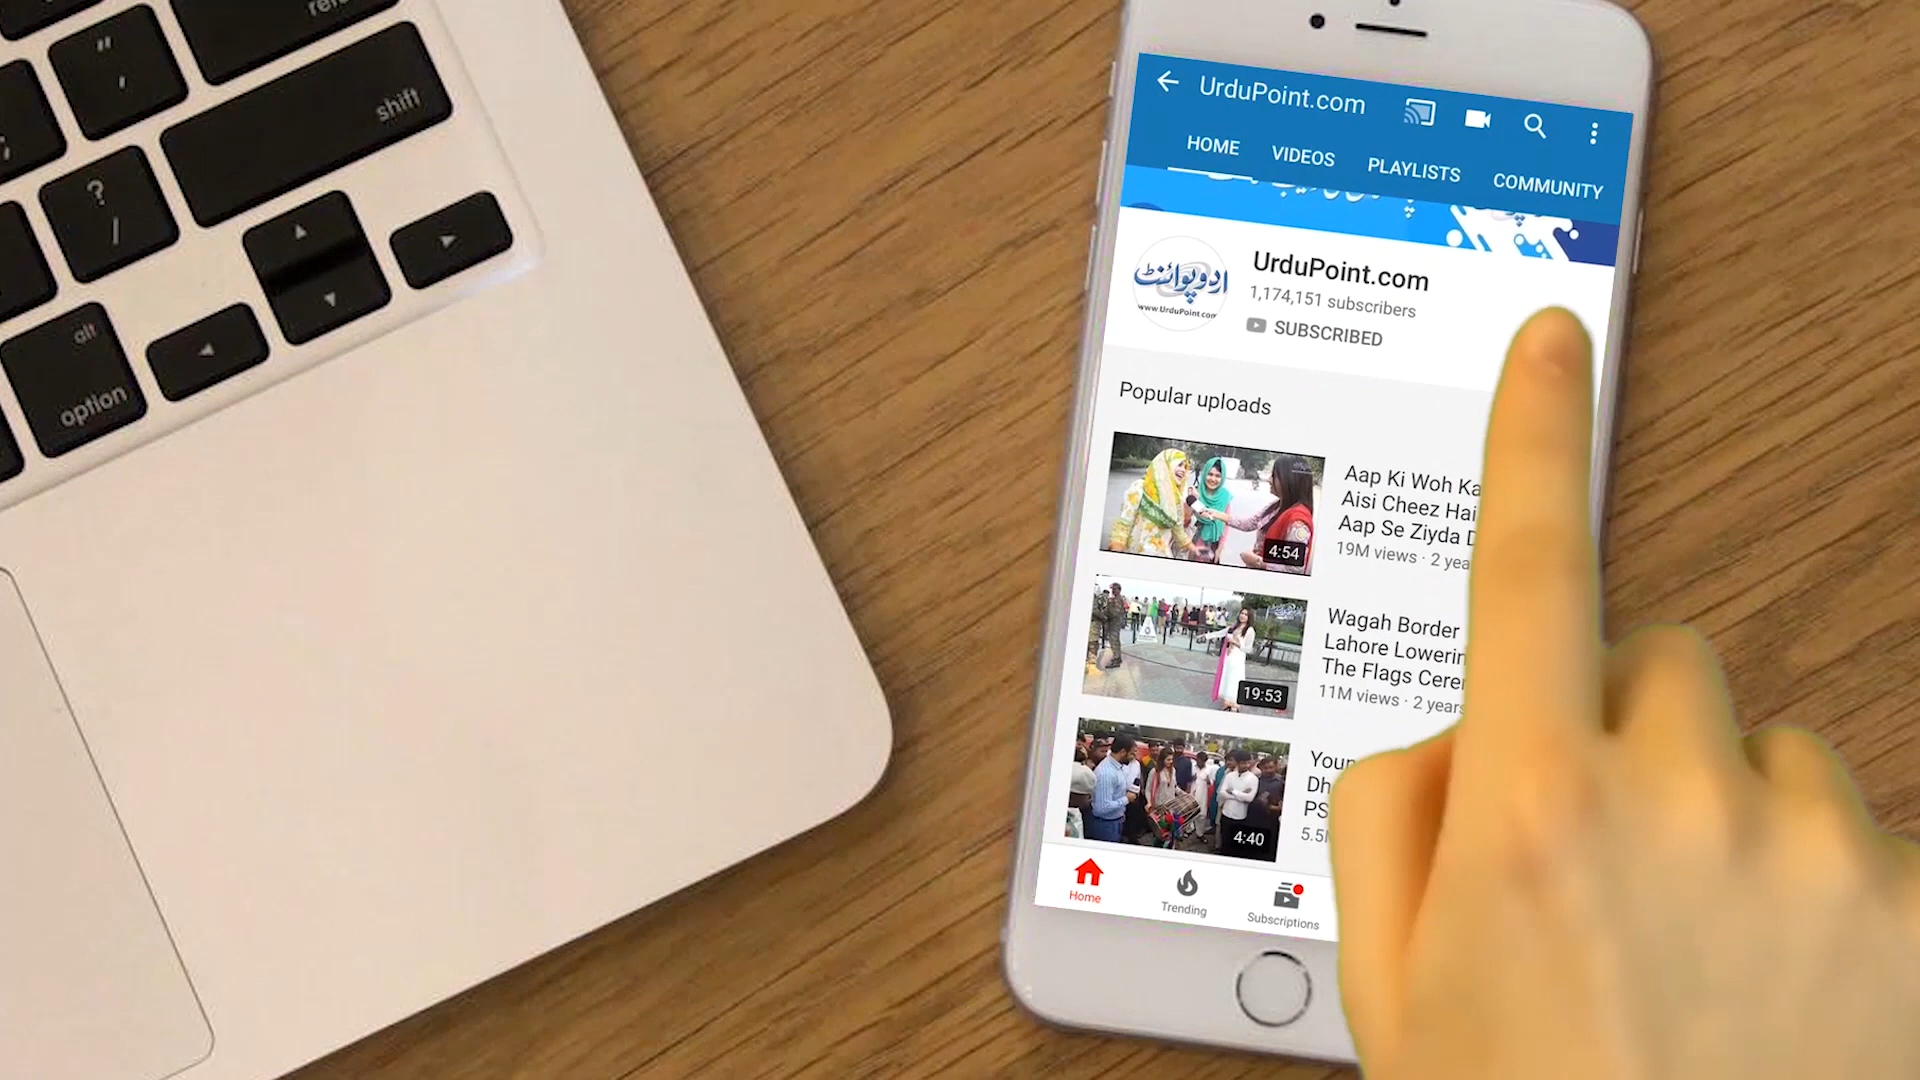 shift
alt
option
UrduPoint.com
HOME
VIDEOS
PLAYLISTS
COMMUNITY
اردوپوائنٹ
www.UrduPoint.com
UrduPoint.com
1,174,151 subscribers
SUBSCRIBED
Popular uploads
Aap Ki Woh
Aisi Cheez Hai
Aap Se Ziyda
19M views · 2
4:54
Wagah Border
Lahore
The Flags
11M views · 2 years
19:53
4:40
Home
Trending
Subscriptions